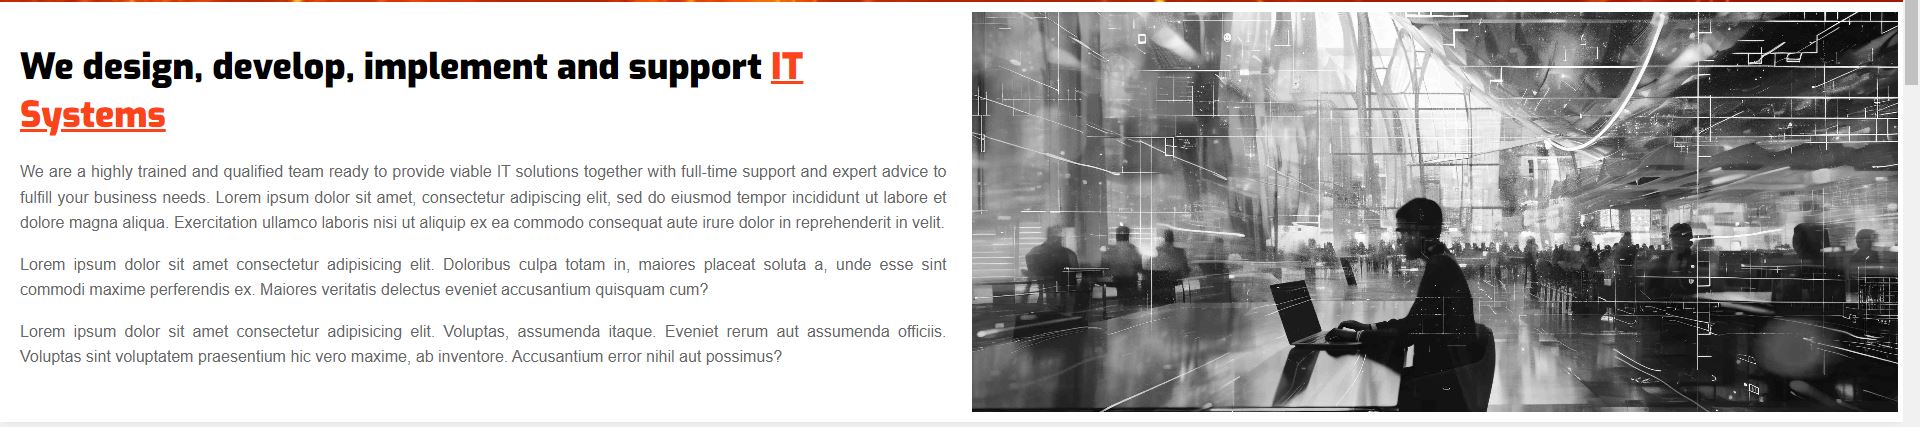 We design, develop, implement and support IT
Systems
We are a highly trained and qualified team ready to provide viable IT solutions together with full-time support and expert advice to
fulfill your business needs. Lorem ipsum dolor sit amet, consectetur adipiscing elit, sed do eiusmod tempor incididunt ut labore et
dolore magna aliqua. Exercitation ullamco laboris nisi ut aliquip ex ea commodo consequat aute irure dolor in reprehenderit in velit.
Lorem ipsum dolor sit amet consectetur adipisicing elit. Doloribus culpa totam in, maiores placeat soluta a, unde esse sint
commodi maxime perferendis ex. Maiores veritatis delectus eveniet accusantium quisquam cum?
Lorem ipsum dolor sit amet consectetur adipisicing elit. Voluptas, assumenda itaque. Eveniet rerum aut assumenda officiis.
Voluptas sint voluptatem praesentium hic vero maxime, ab inventore. Accusantium error nihil aut possimus?